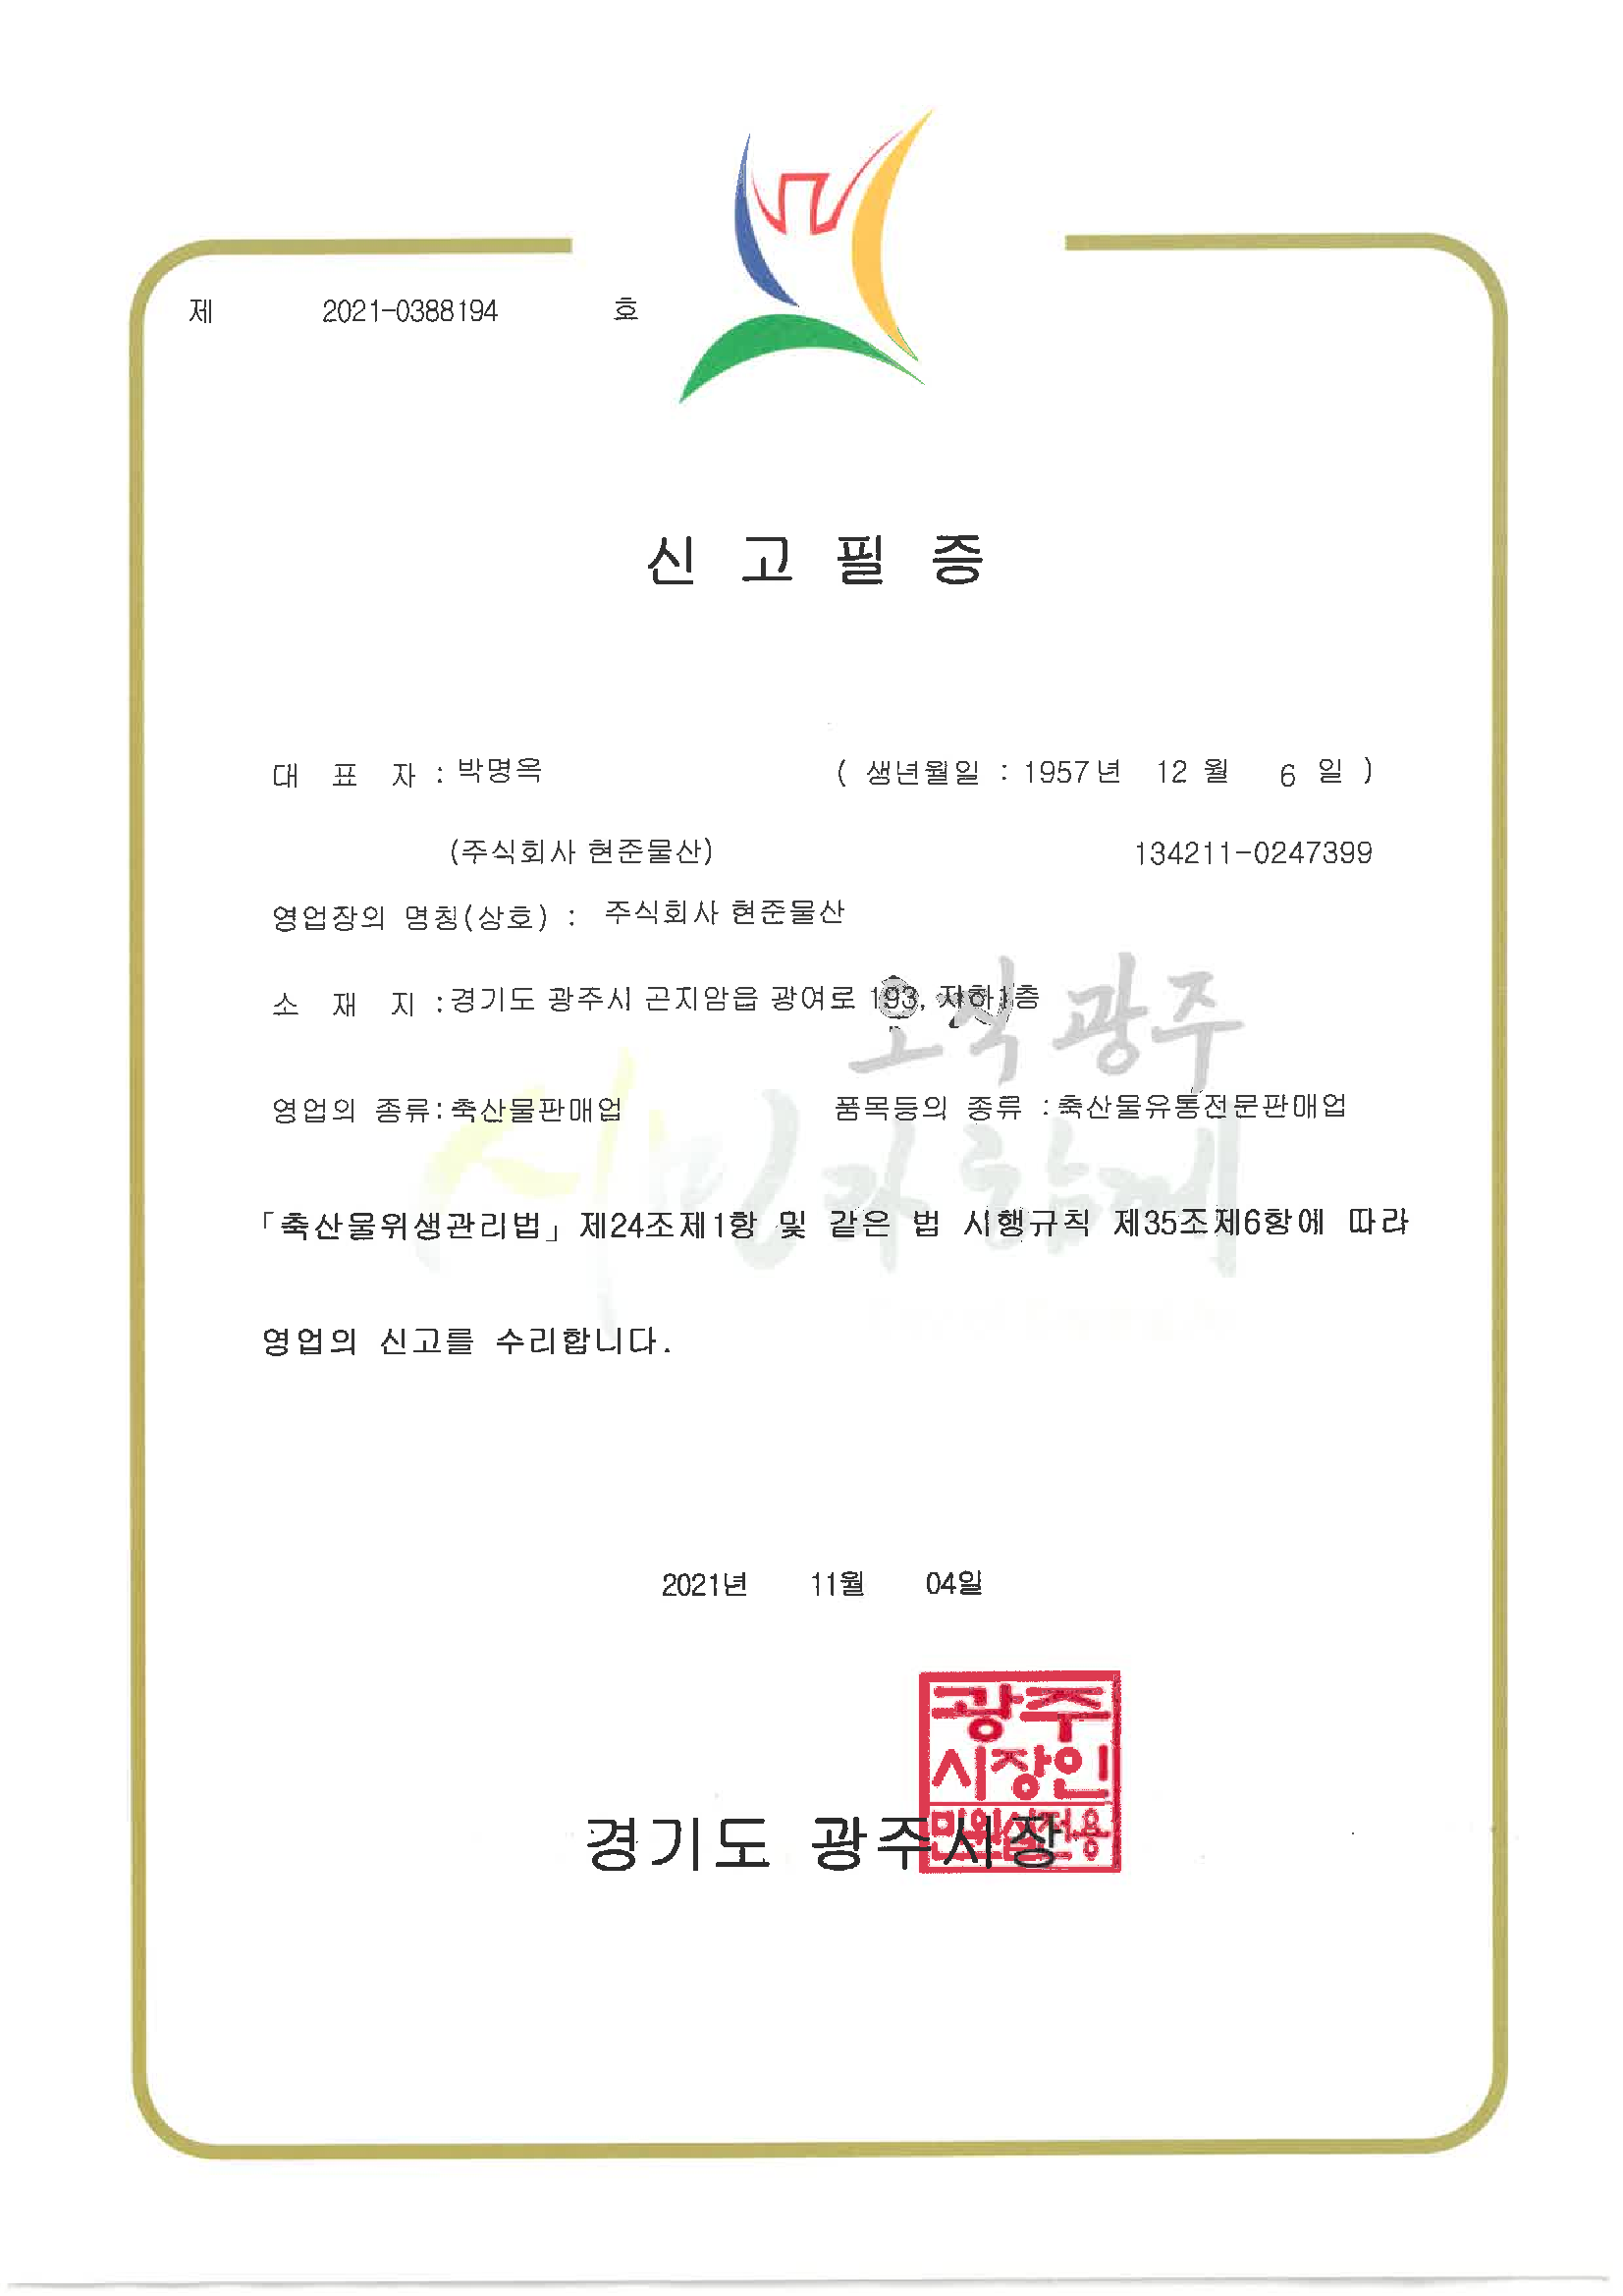 제 2021-0388194 호
신 고 필 증
대 표 자 : 박명옥 ( 생년월일 : 1957년 12 월 6 일 )
(주식회사 현준물산) 134211-0247399
영업장의 명칭(상호) : 주식회사 현준물산
소 재 지 : 경기도 광주시 곤지암읍 광여로 193, 지하1층
오직 광주
영업의 종류 : 축산물판매업 품목등의 종류 : 축산물유통전문판매업
시민과 함께
「축산물위생관리법」 제24조제1항 및 같은 법 시행규칙 제35조제6항에 따라
영업의 신고를 수리합니다.
2021년 11월 04일
광주
시장인
민원실전용
경기도 광주시장